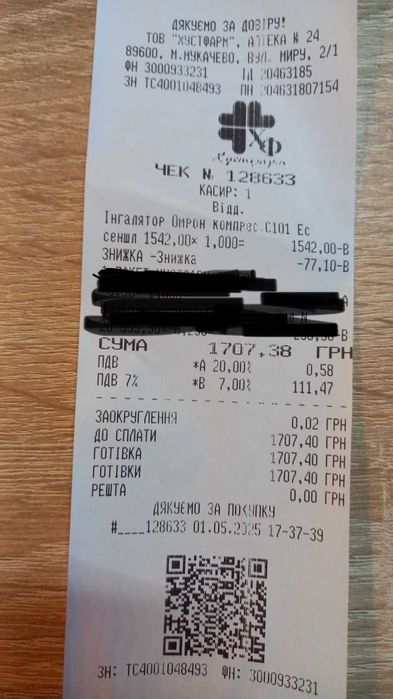 ДЯКУЄМО ЗА ДОВІРУ!
ТОВ "ХУСТФАРМ", АПТЕКА N 24
89600, М.МУКАЧЕВО, ВУЛ. МИРУ, 2/1
ФН 3000933231 ІД 20463185
ЗН ТС4001048493 ПН 204631807154
Хф
Хустфарм
ЧЕК № 128633
КАСИР: 1
Відд.
Інгалятор Омрон компрес.С101 Ес
сеншл 1542,00× 1,000= 1542,00-В
ЗНИЖКА -Знижка -77,10-В
СУМА 1707,38 ГРН
ПДВ *А 20,00% 0,58
ПДВ 7% *В 7,00% 111,47
ЗАОКРУГЛЕННЯ 0,02 ГРН
ДО СПЛАТИ 1707,40 ГРН
ГОТІВКА 1707,40 ГРН
ГОТІВКИ 1707,40 ГРН
РЕШТА 0,00 ГРН
ДЯКУЄМО ЗА ПОКУПКУ
#____128633 01.05.2025 17-37-39
ЗН: ТС4001048493 ФН: 3000933231